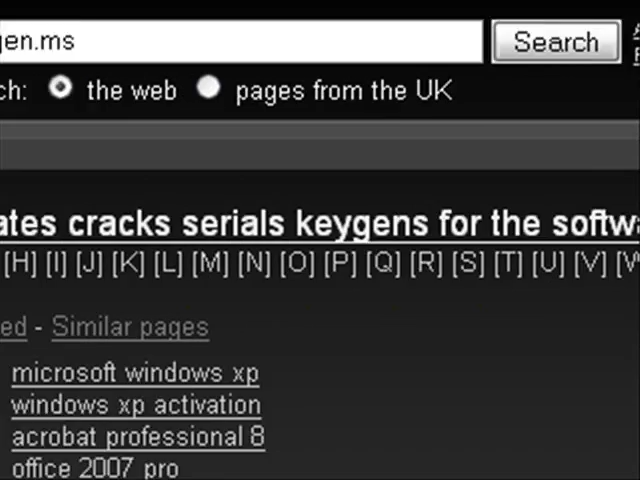 gen.ms Search
ch: the web pages from the UK
ates cracks serials keygens for the softwa
[H] [I] [J] [K] [L] [M] [N] [O] [P] [Q] [R] [S] [T] [U] [V] [W
ed - Similar pages
microsoft windows xp
windows xp activation
acrobat professional 8
office 2007 pro